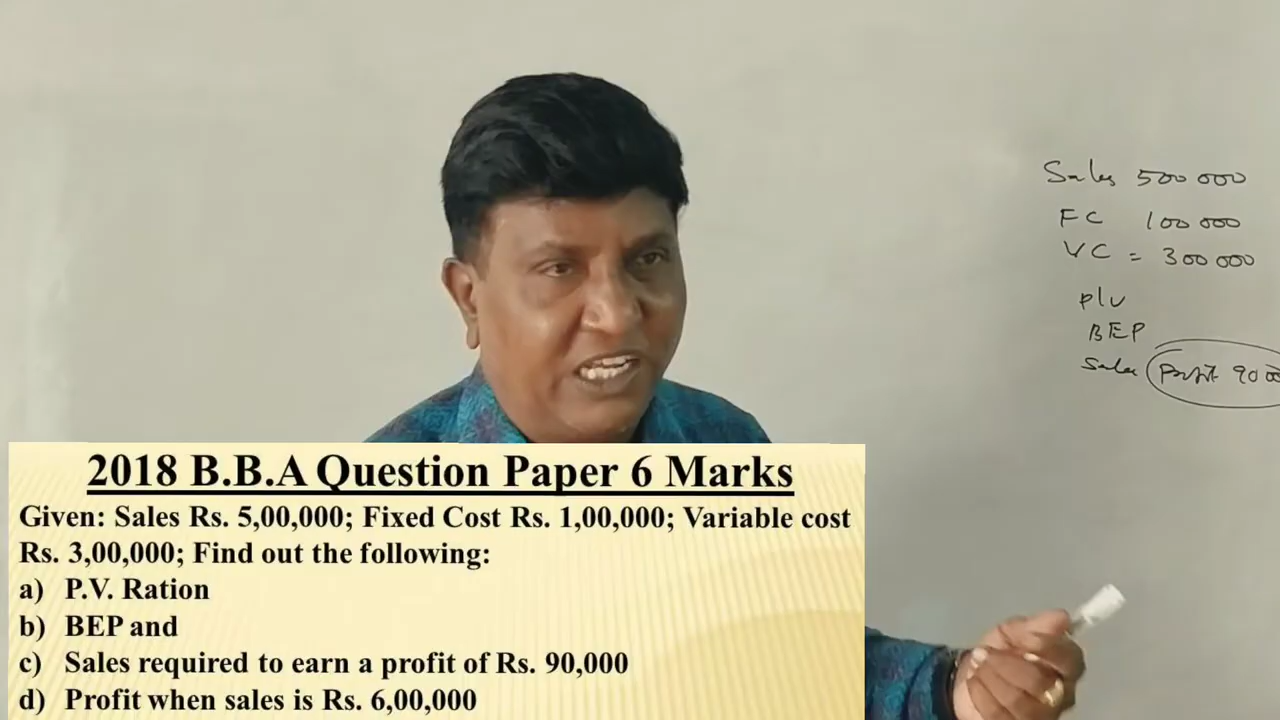 Sales 500 000
FC 100 000
VC = 300 000
P/V
BEP
Sales Profit 9000
2018 B.B.A Question Paper 6 Marks
Given: Sales Rs. 5,00,000; Fixed Cost Rs. 1,00,000; Variable cost
Rs. 3,00,000; Find out the following:
a) P.V. Ration
b) BEP and
c) Sales required to earn a profit of Rs. 90,000
d) Profit when sales is Rs. 6,00,000